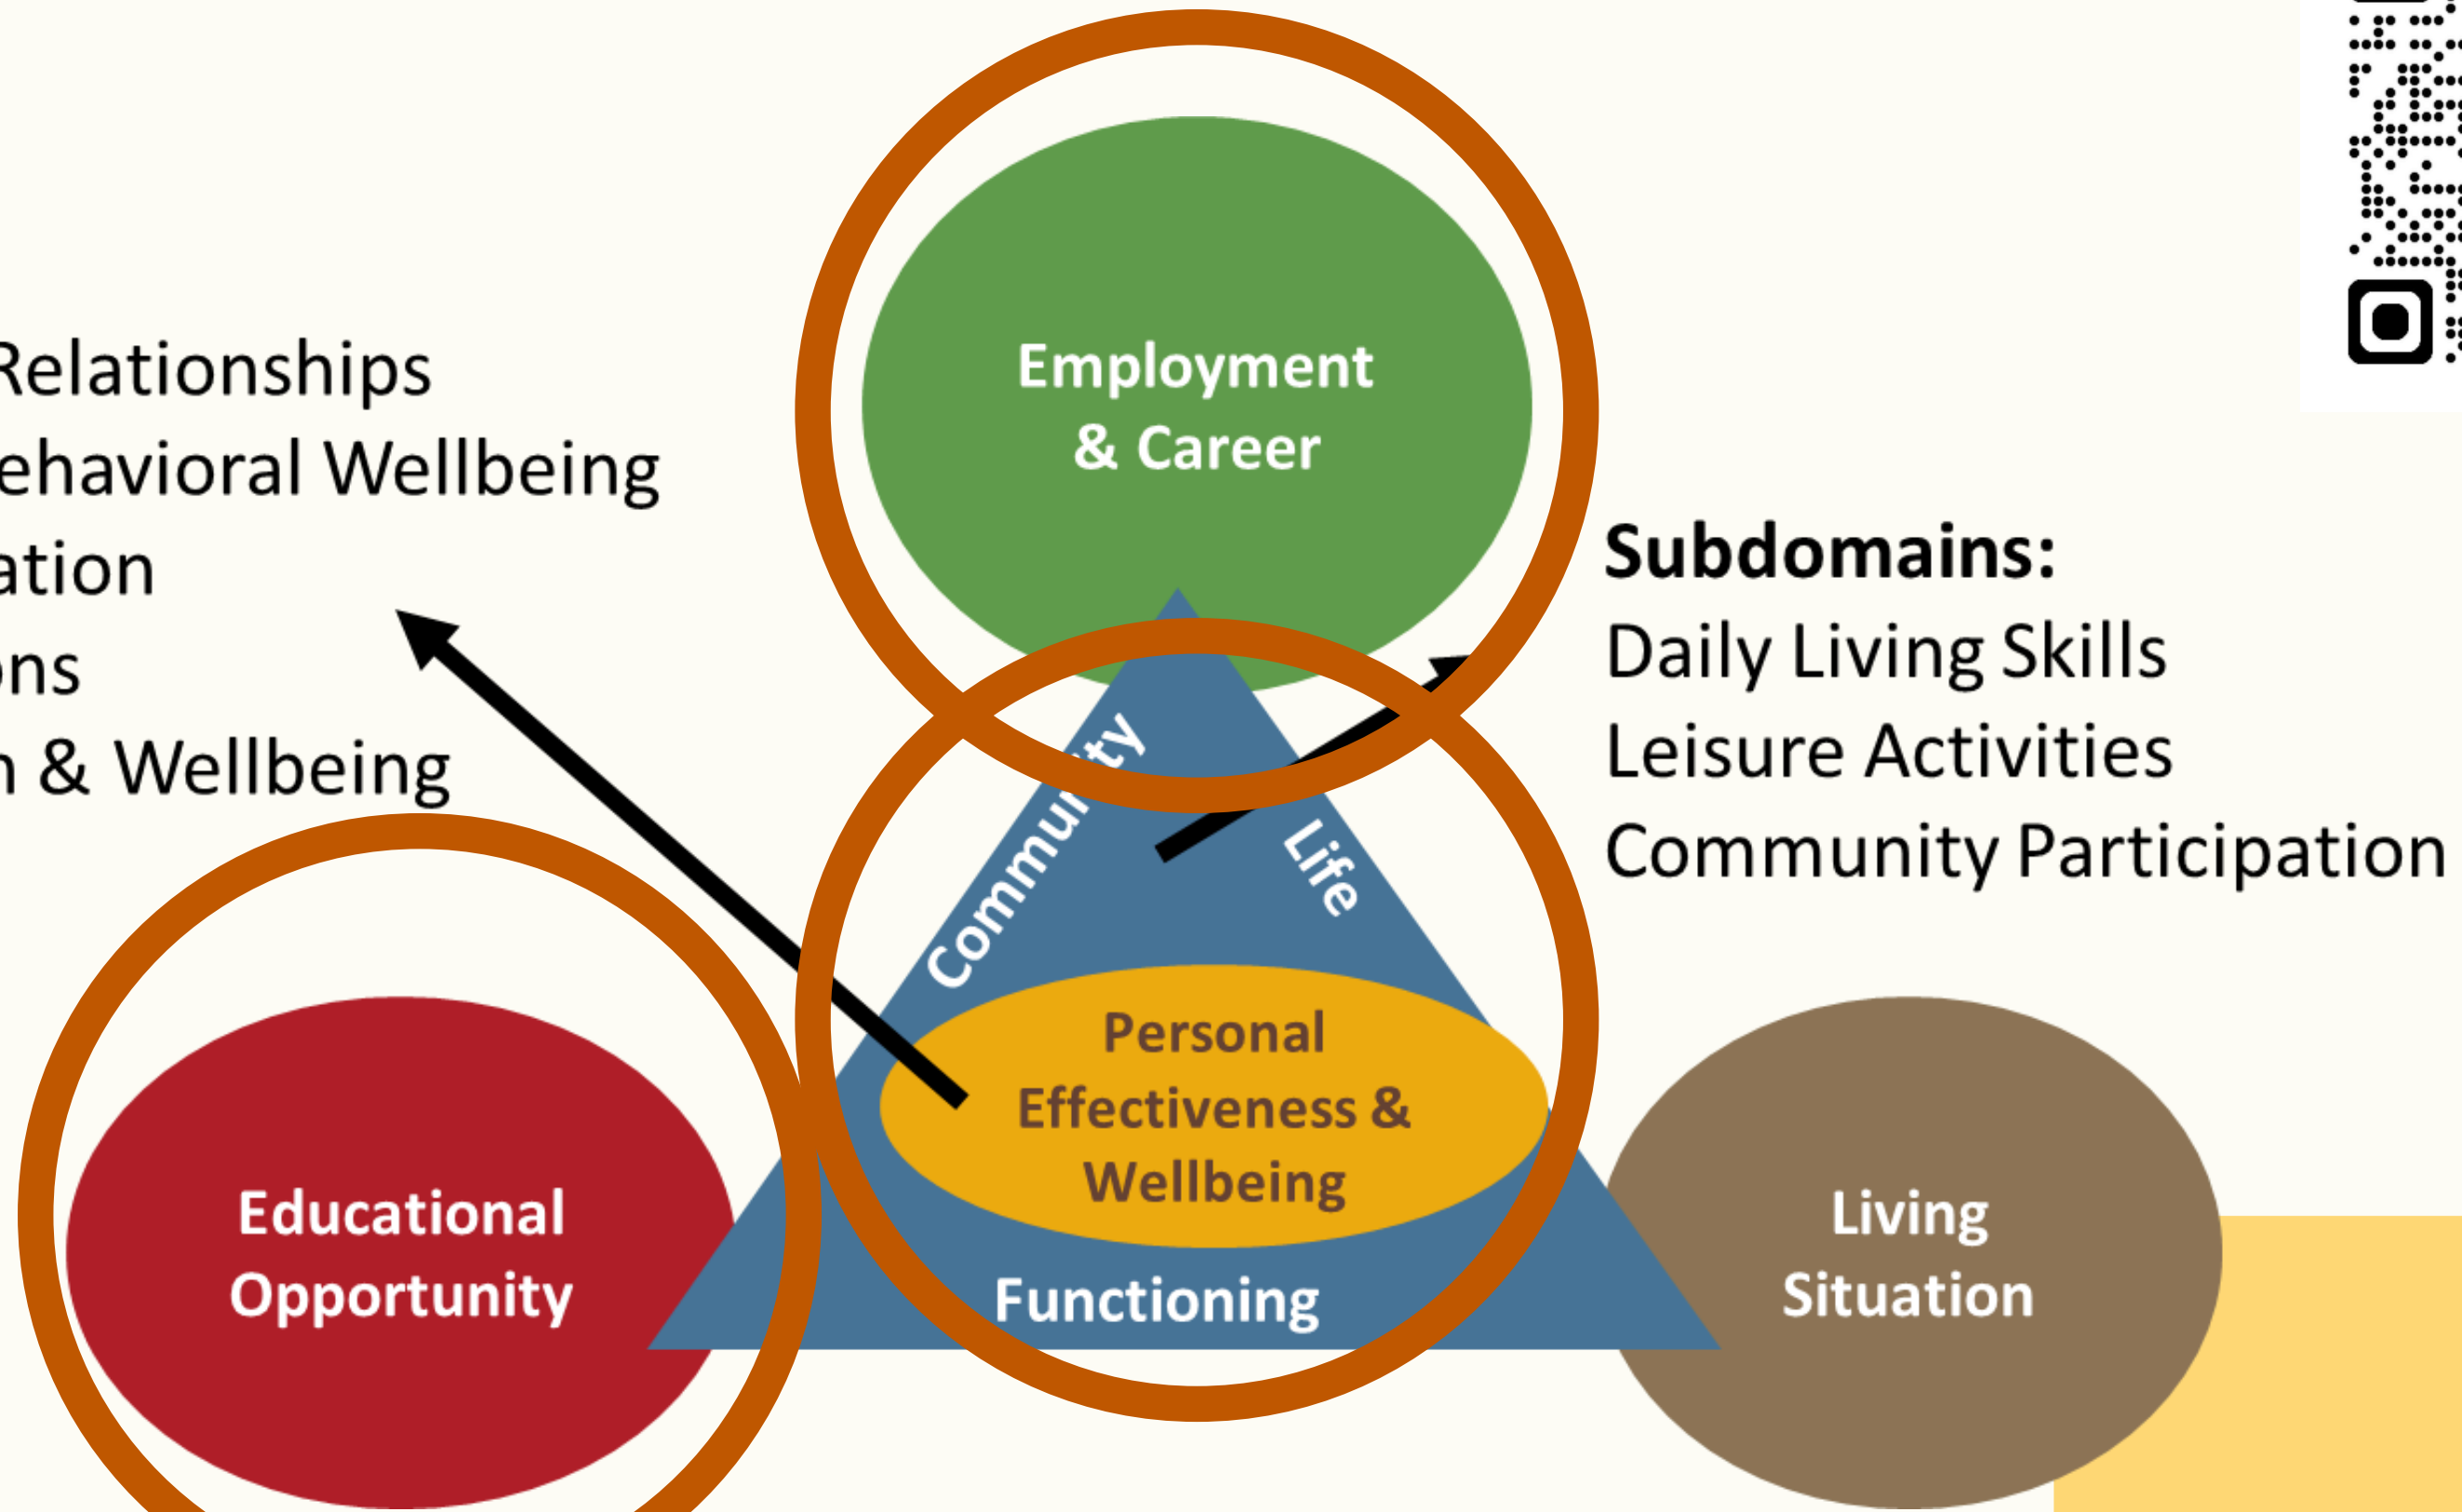 Employment
& Career
Relationships
ehavioral Wellbeing
ation
ons
& Wellbeing
Subdomains:
Daily Living Skills
Leisure Activities
Community Participation
Community
Life
Personal
Effectiveness &
Wellbeing
Functioning
Educational
Opportunity
Living
Situation